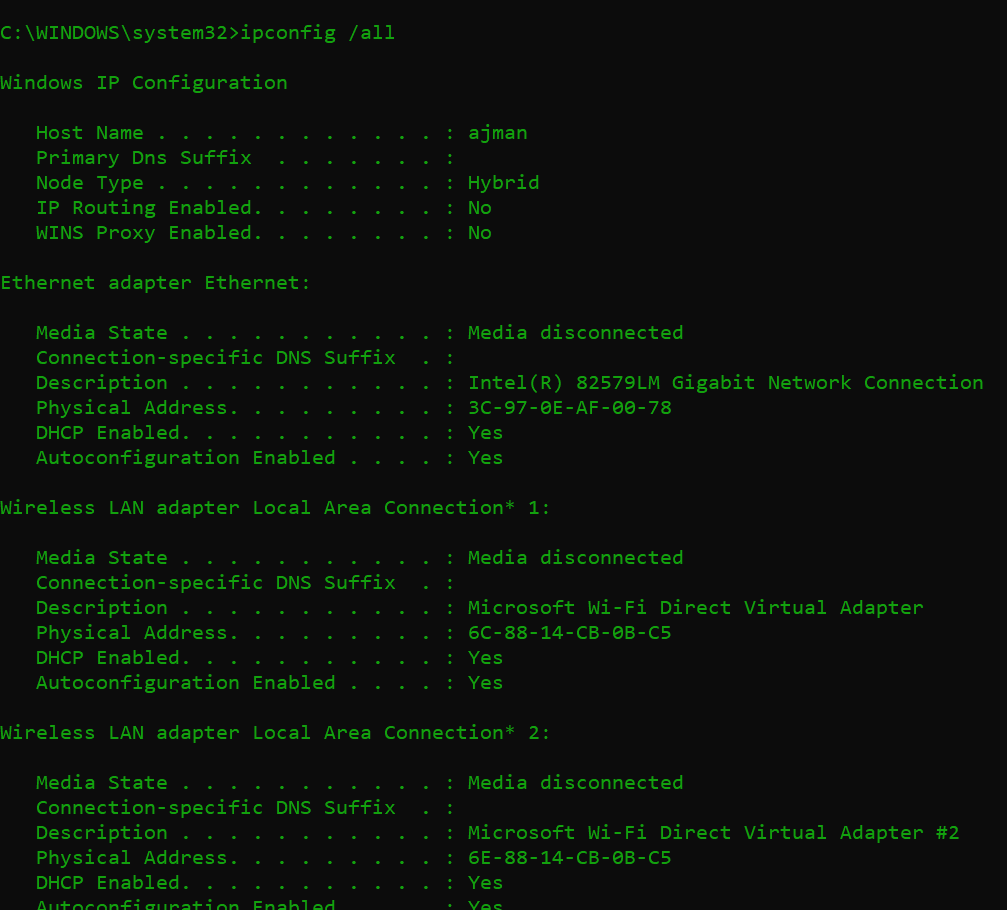 C:\WINDOWS\system32>ipconfig /all
Windows IP Configuration
Host Name . . . . . . . . . . . . : ajman
Primary Dns Suffix  . . . . . . . :
Node Type . . . . . . . . . . . . : Hybrid
IP Routing Enabled. . . . . . . . : No
WINS Proxy Enabled. . . . . . . . : No
Ethernet adapter Ethernet:
Media State . . . . . . . . . . . : Media disconnected
Connection-specific DNS Suffix  . :
Description . . . . . . . . . . . : Intel(R) 82579LM Gigabit Network Connection
Physical Address. . . . . . . . . : 3C-97-0E-AF-00-78
DHCP Enabled. . . . . . . . . . . : Yes
Autoconfiguration Enabled . . . . : Yes
Wireless LAN adapter Local Area Connection* 1:
Media State . . . . . . . . . . . : Media disconnected
Connection-specific DNS Suffix  . :
Description . . . . . . . . . . . : Microsoft Wi-Fi Direct Virtual Adapter
Physical Address. . . . . . . . . : 6C-88-14-CB-0B-C5
DHCP Enabled. . . . . . . . . . . : Yes
Autoconfiguration Enabled . . . . : Yes
Wireless LAN adapter Local Area Connection* 2:
Media State . . . . . . . . . . . : Media disconnected
Connection-specific DNS Suffix  . :
Description . . . . . . . . . . . : Microsoft Wi-Fi Direct Virtual Adapter #2
Physical Address. . . . . . . . . : 6E-88-14-CB-0B-C5
DHCP Enabled. . . . . . . . . . . : Yes
Autoconfiguration Enabled . . . . : Yes